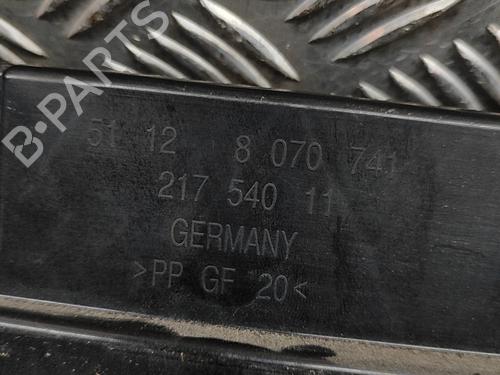 B-PARTS
51 12 8 070 741
217 540 11
GERMANY
>PP GF 20<